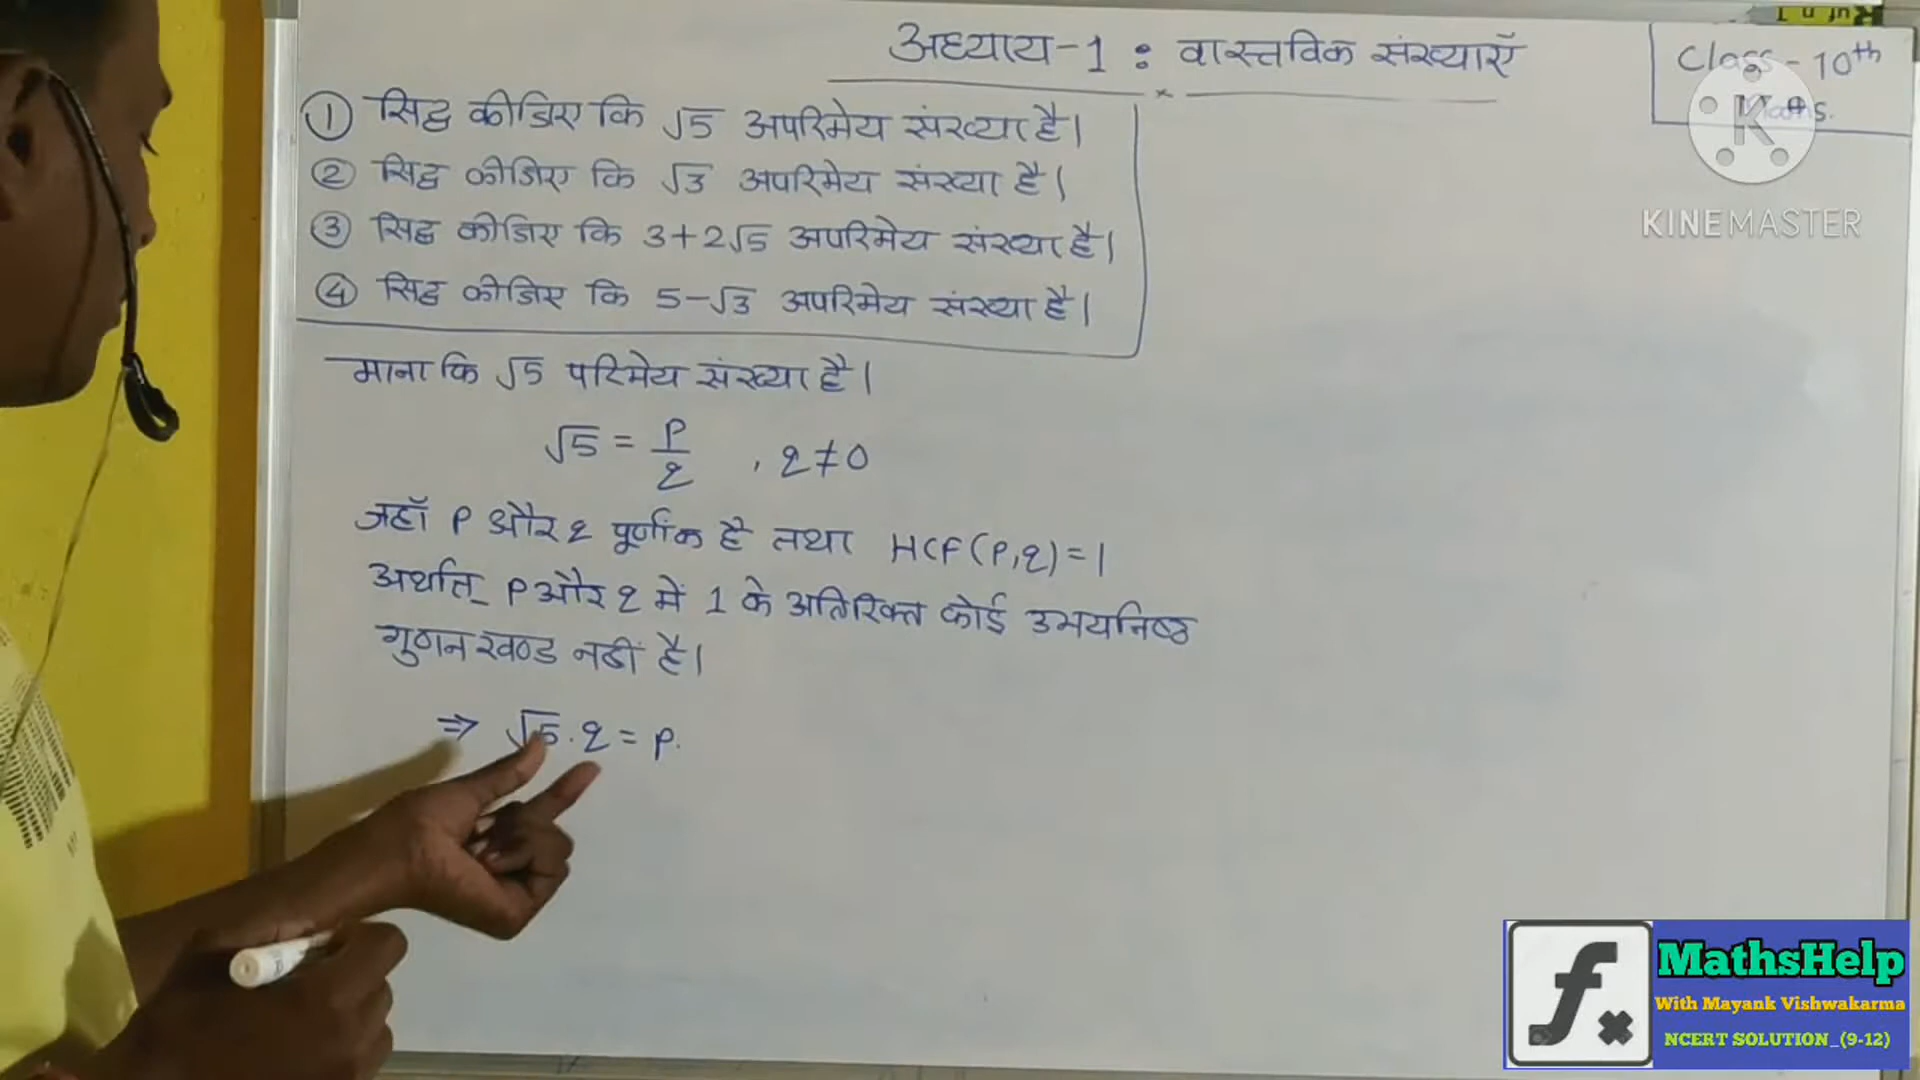 अध्याय-1 : वास्तविक संख्याएँ
Class-10th
Maths.
① सिद्ध कीजिए कि √5 अपरिमेय संख्या है।
② सिद्ध कीजिए कि √3 अपरिमेय संख्या है।
③ सिद्ध कीजिए कि 3+2√5 अपरिमेय संख्या है।
④ सिद्ध कीजिए कि 5-√3 अपरिमेय संख्या है।
KINEMASTER
माना कि √5 परिमेय संख्या है।
√5 = p/q , q≠0
जहाँ p और q पूर्णांक है तथा HCF(p,q)=1
अर्थात् p और q में 1 के अतिरिक्त कोई उभयनिष्ठ
गुणनखण्ड नहीं है।
⇒ √5.q = p.
MathsHelp
With Mayank Vishwakarma
NCERT SOLUTION_(9-12)